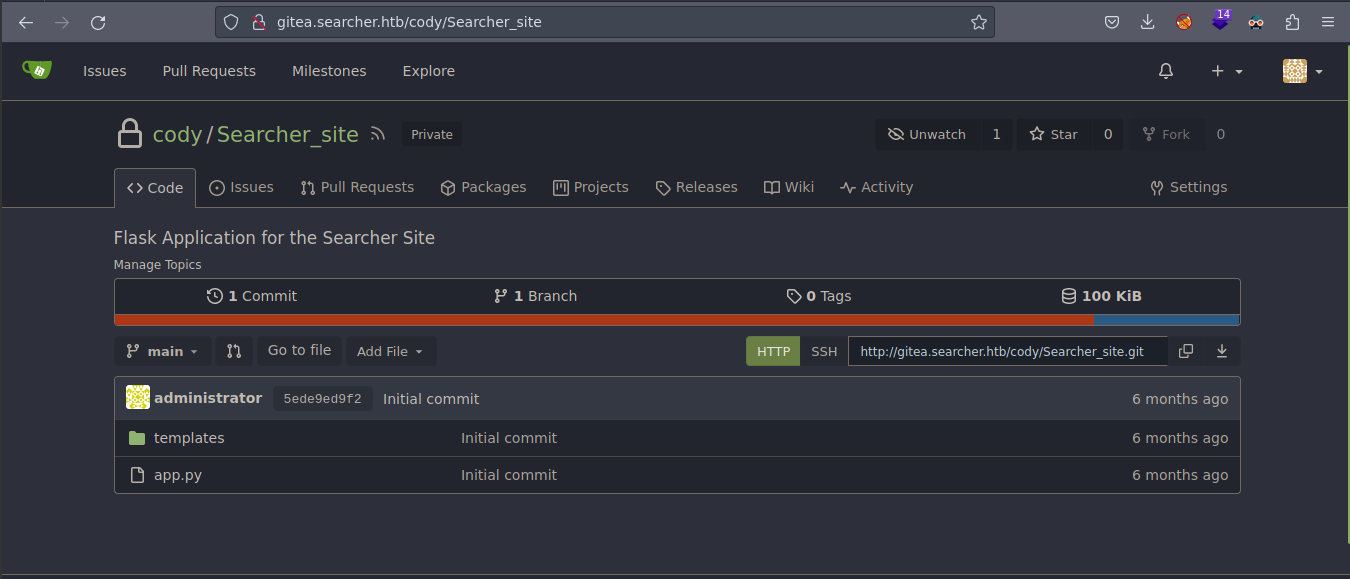 gitea.searcher.htb/cody/Searcher_site
14
Issues Pull Requests Milestones Explore
cody/Searcher_site Private Unwatch 1 Star 0 Fork 0
Code Issues Pull Requests Packages Projects Releases Wiki Activity Settings
Flask Application for the Searcher Site
Manage Topics
1 Commit 1 Branch 0 Tags 100 KiB
main Go to file Add File HTTP SSH http://gitea.searcher.htb/cody/Searcher_site.git
administrator 5ede9ed9f2 Initial commit 6 months ago
templates Initial commit 6 months ago
app.py Initial commit 6 months ago